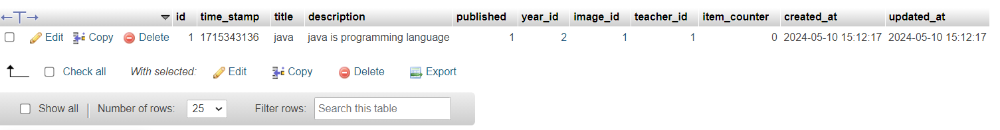 id time_stamp title description published year_id image_id teacher_id item_counter created_at updated_at
Edit Copy Delete 1 1715343136 java java is programming language 1 2 1 1 0 2024-05-10 15:12:17 2024-05-10 15:12:17
Check all With selected: Edit Copy Delete Export
Show all Number of rows: 25 Filter rows: Search this table